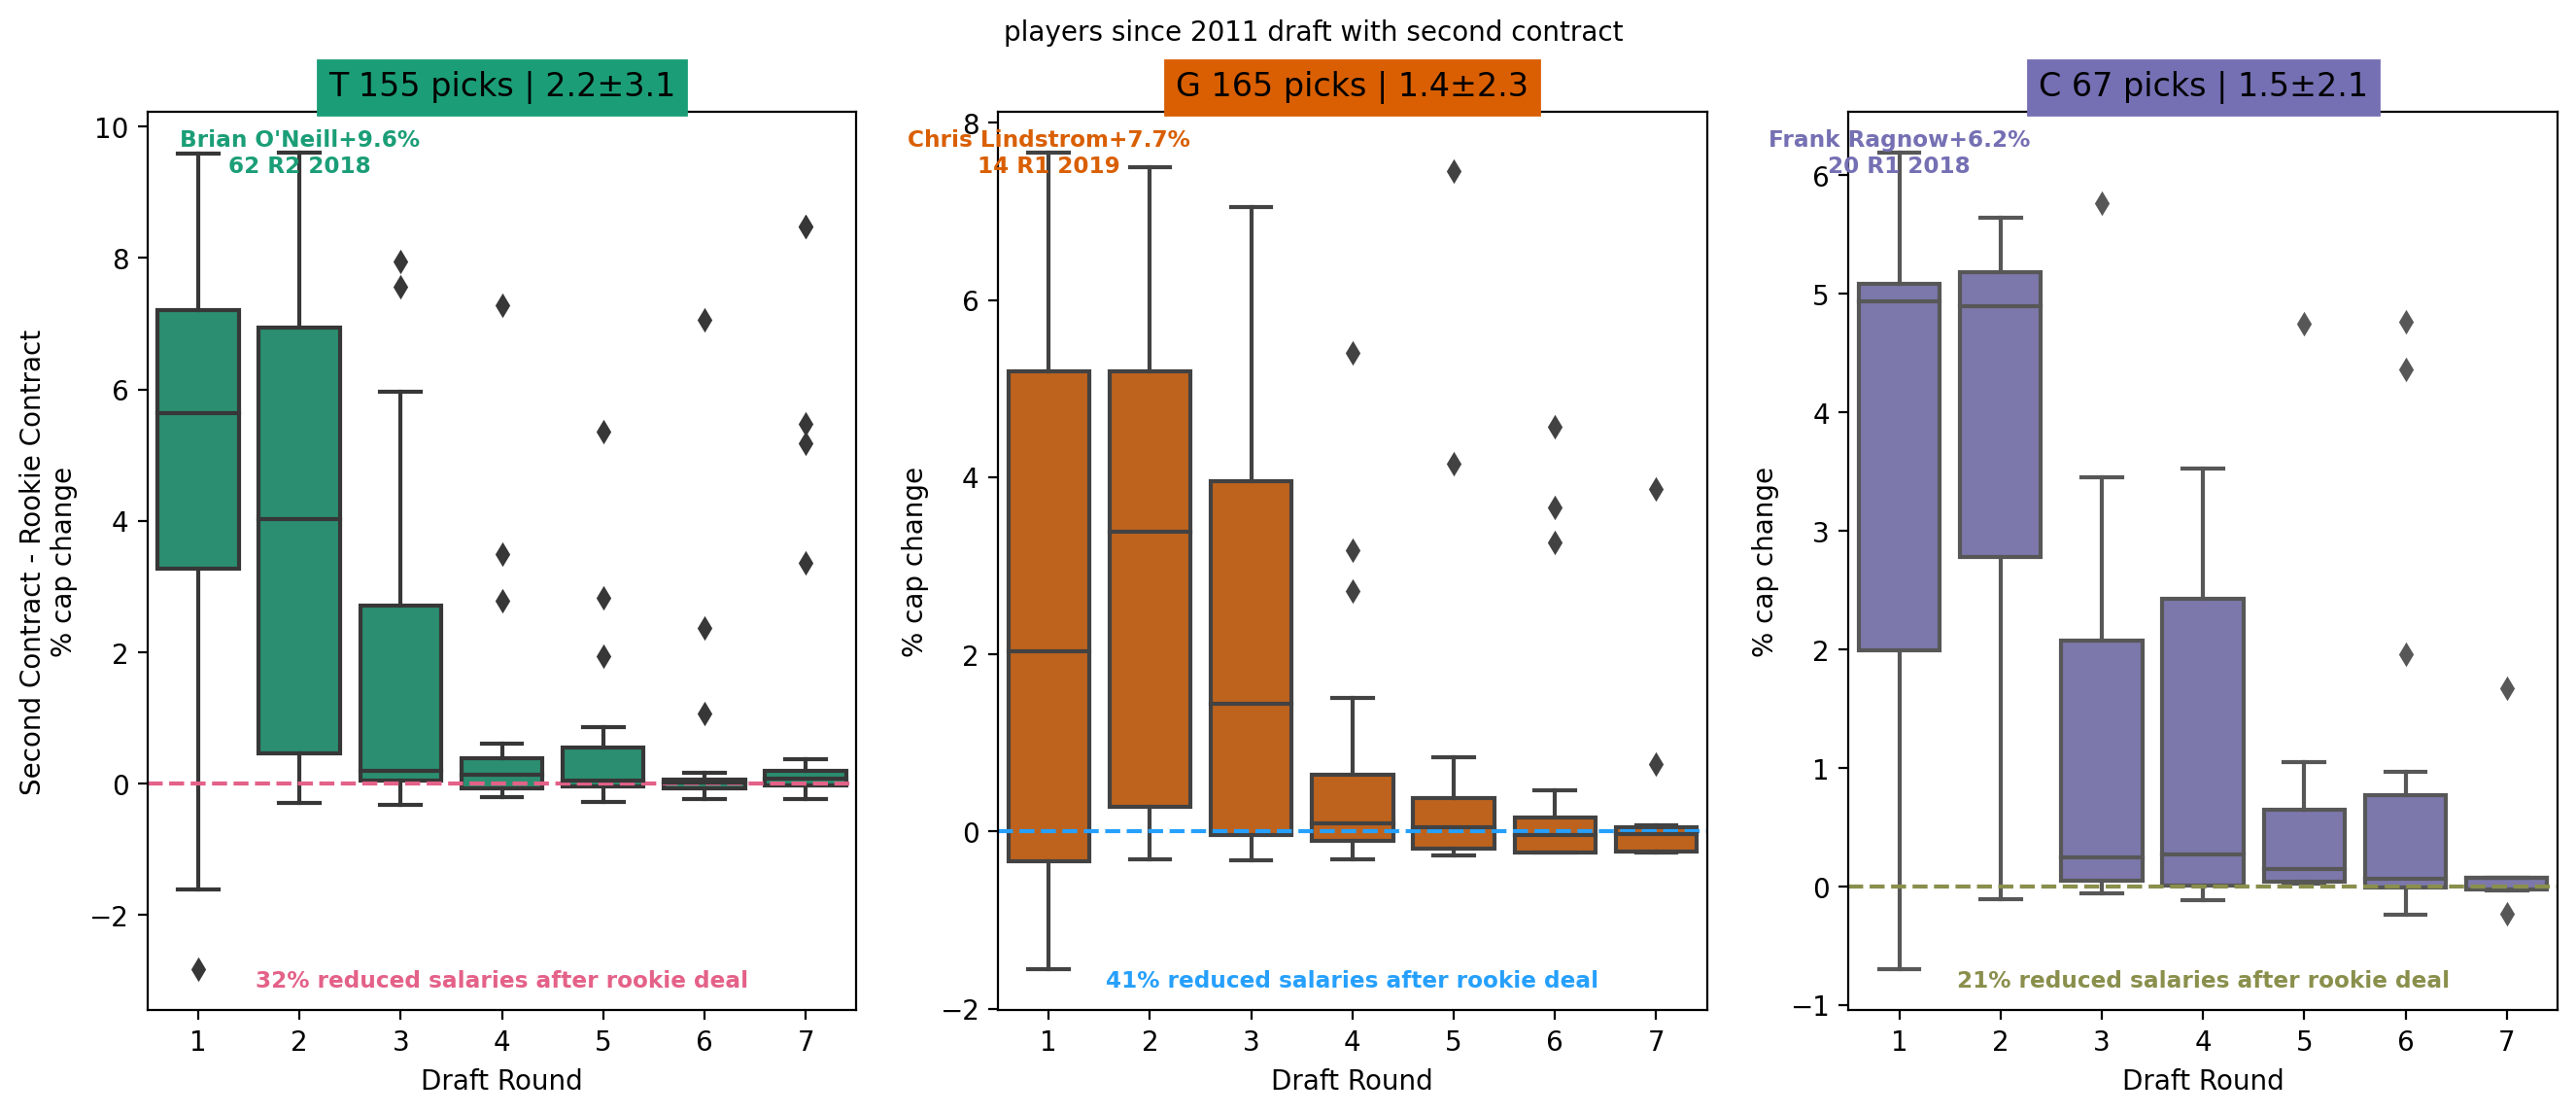 players since 2011 draft with second contract
T 155 picks | 2.2±3.1
Second Contract - Rookie Contract
% cap change
10
8
6
4
2
0
−2
Brian O'Neill+9.6%
62 R2 2018
32% reduced salaries after rookie deal
1 2 3 4 5 6 7
Draft Round
G 165 picks | 1.4±2.3
% cap change
8
6
4
2
0
−2
Chris Lindstrom+7.7%
14 R1 2019
41% reduced salaries after rookie deal
1 2 3 4 5 6 7
Draft Round
C 67 picks | 1.5±2.1
% cap change
6
5
4
3
2
1
0
−1
Frank Ragnow+6.2%
20 R1 2018
21% reduced salaries after rookie deal
1 2 3 4 5 6 7
Draft Round